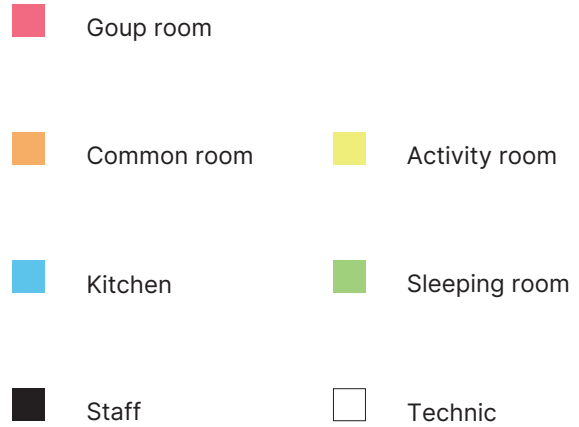 Goup room
Common room
Activity room
Kitchen
Sleeping room
Staff
Technic